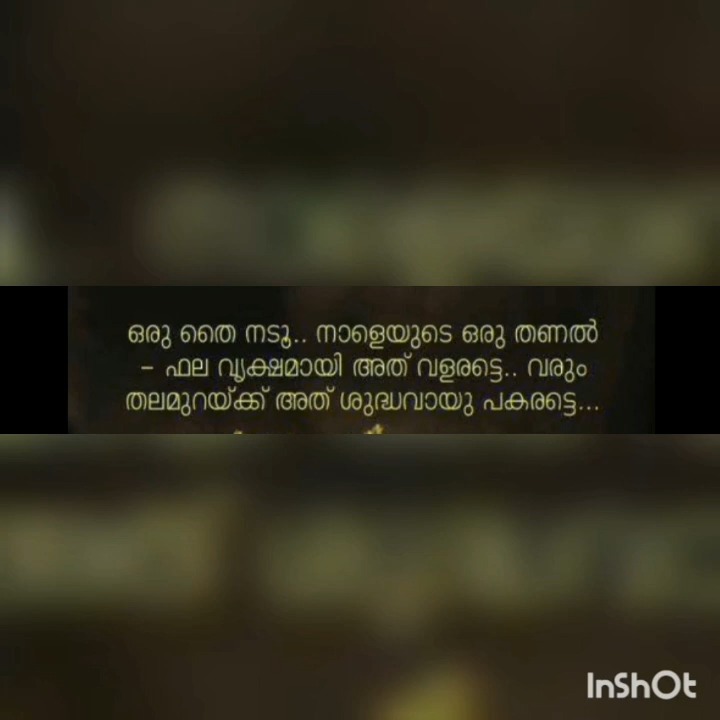 ഒരു തൈ നടൂ.. നാളെയുടെ ഒരു തണൽ
– ഫല വൃക്ഷമായി അത് വളരട്ടെ.. വരും
തലമുറയ്ക്ക് അത് ശുദ്ധവായു പകരട്ടെ...
InShOt